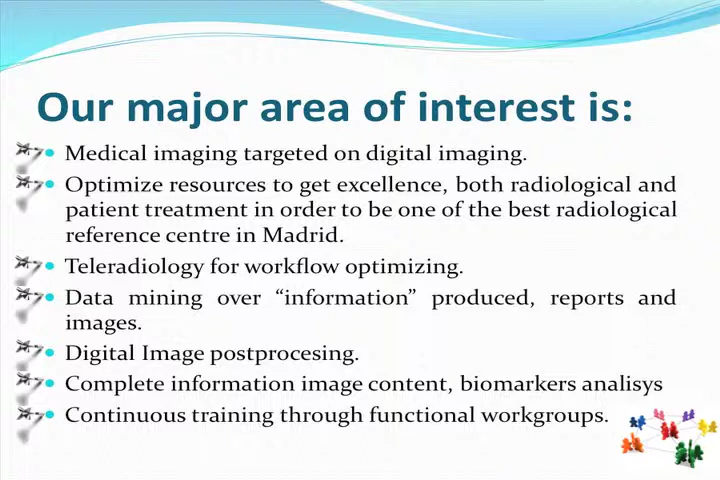 Our major area of interest is:
• Medical imaging targeted on digital imaging.
• Optimize resources to get excellence, both radiological and
patient treatment in order to be one of the best radiological
reference centre in Madrid.
• Teleradiology for workflow optimizing.
• Data mining over “information” produced, reports and
images.
• Digital Image postprocesing.
• Complete information image content, biomarkers analisys
• Continuous training through functional workgroups.